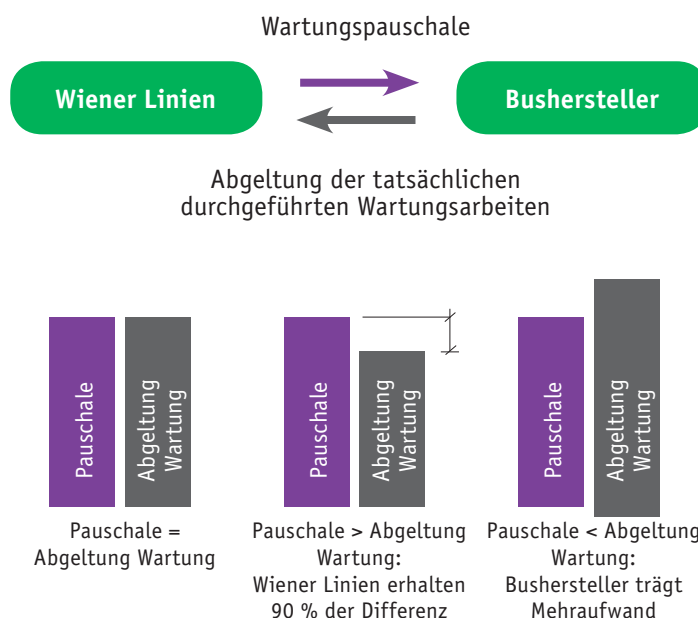 Wartungspauschale
Wiener Linien
Bushersteller
Abgeltung der tatsächlichen
durchgeführten Wartungsarbeiten
Pauschale
Abgeltung
Wartung
Pauschale
Abgeltung
Wartung
Pauschale
Abgeltung
Wartung
Pauschale =
Abgeltung Wartung
Pauschale > Abgeltung
Wartung:
Wiener Linien erhalten
90 % der Differenz
Pauschale < Abgeltung
Wartung:
Bushersteller trägt
Mehraufwand